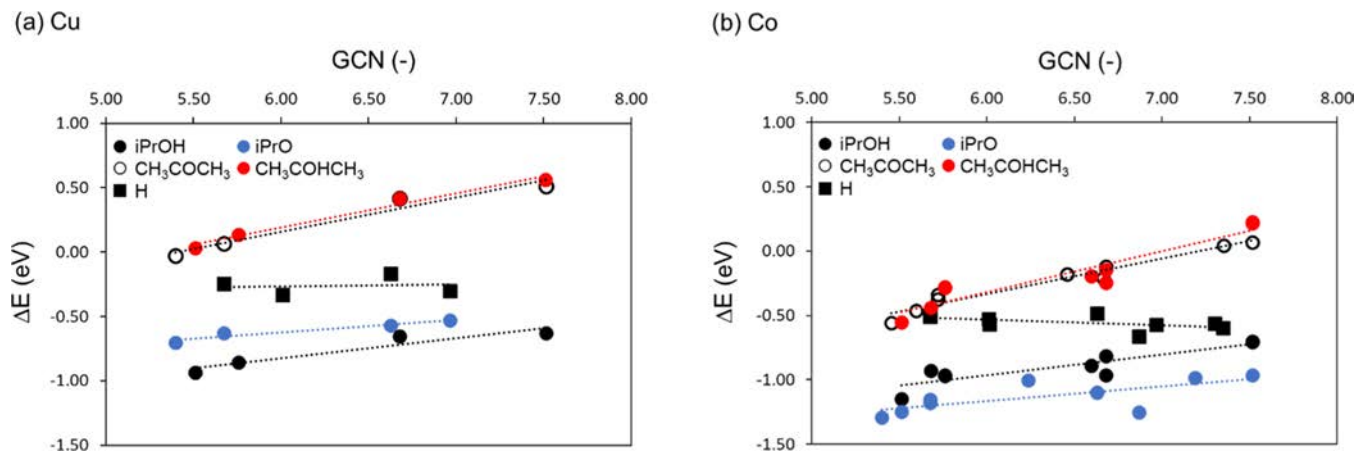 (a) Cu
GCN (-)
5.00 5.50 6.00 6.50 7.00 7.50 8.00
1.00
0.50
0.00
-0.50
-1.00
-1.50
ΔE (eV)
iPrOH iPrO
CH₃COCH₃ CH₃COHCH₃
H
(b) Co
GCN (-)
5.00 5.50 6.00 6.50 7.00 7.50 8.00
1.00
0.50
0.00
-0.50
-1.00
-1.50
ΔE (eV)
iPrOH iPrO
CH₃COCH₃ CH₃COHCH₃
H